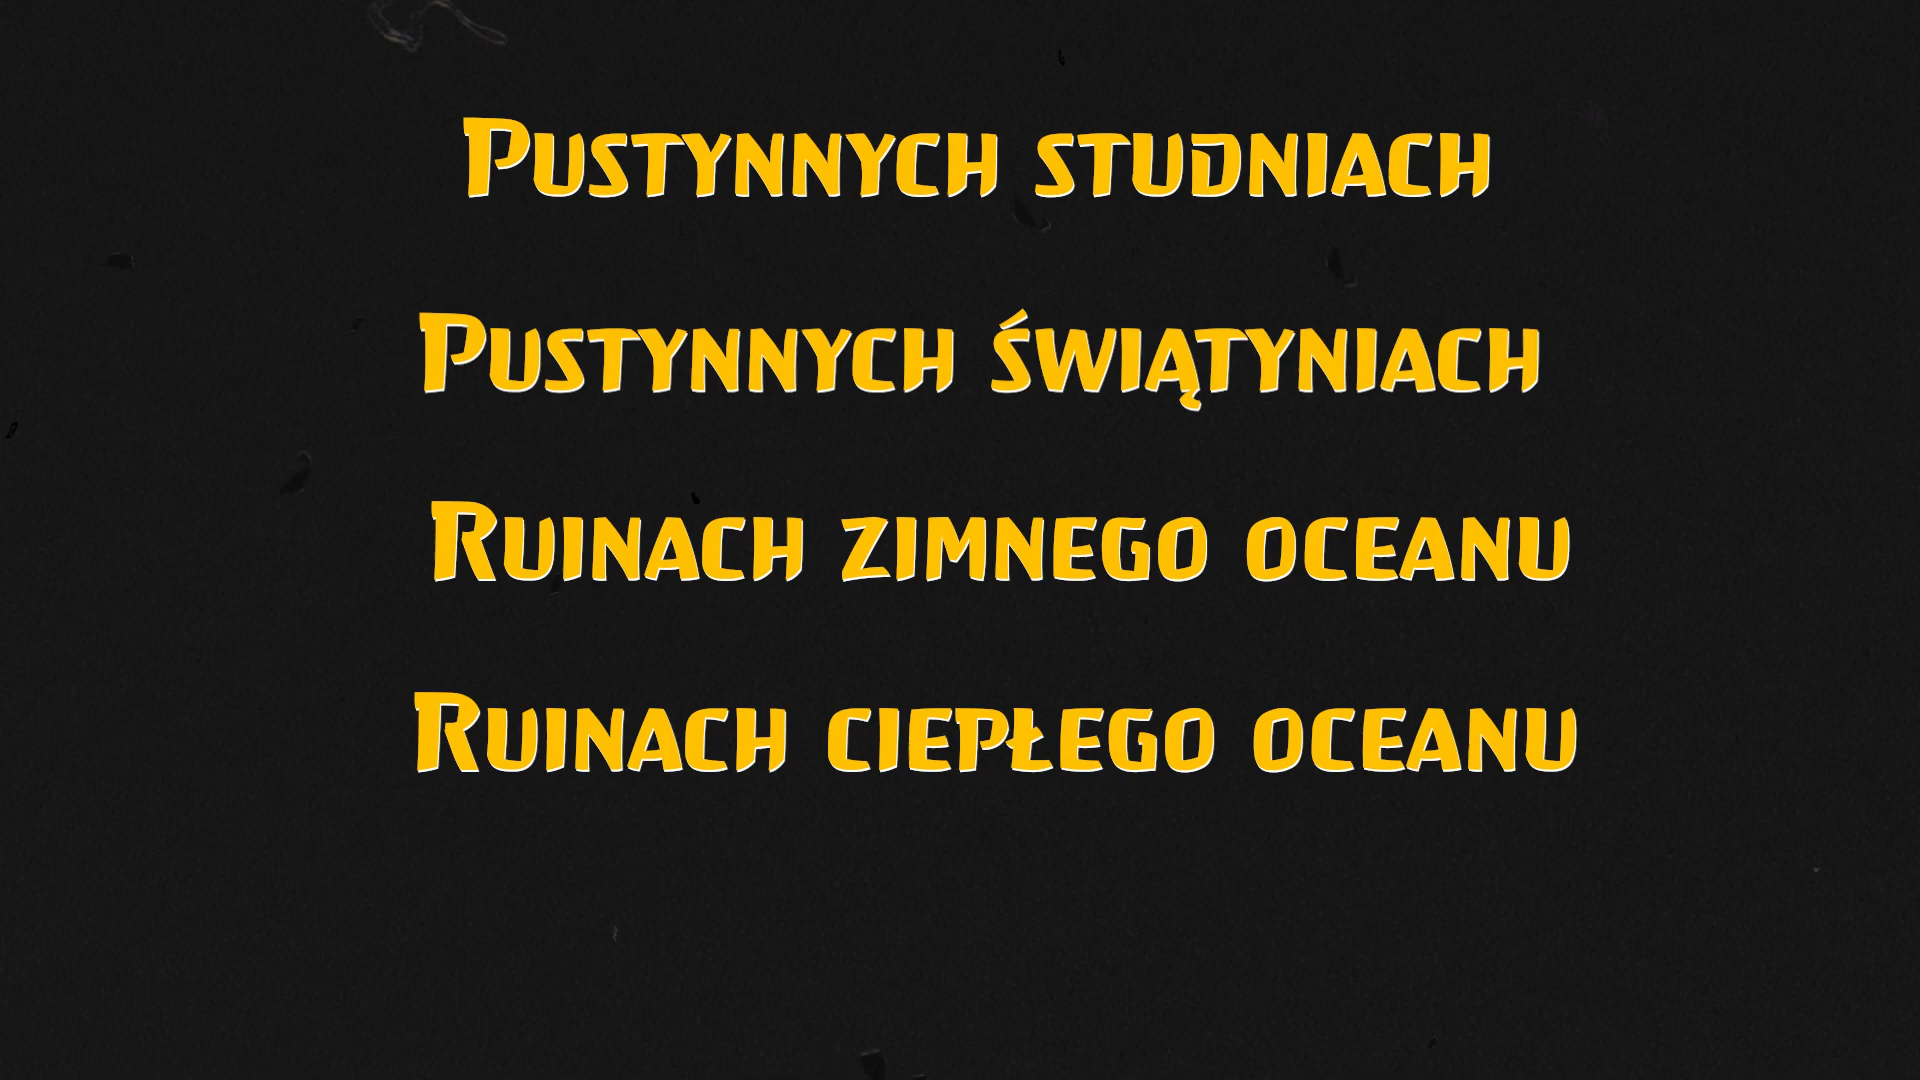 Pustynnych studniach
Pustynnych świątyniach
Ruinach zimnego oceanu
Ruinach ciepłego oceanu